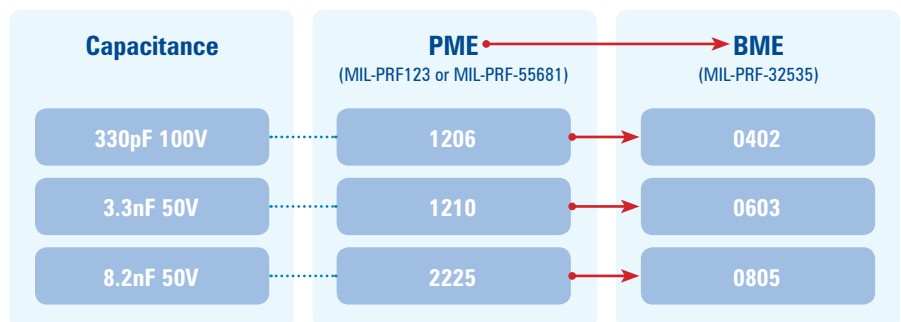 Capacitance
PME
(MIL-PRF123 or MIL-PRF-55681)
BME
(MIL-PRF-32535)
330pF 100V
1206
0402
3.3nF 50V
1210
0603
8.2nF 50V
2225
0805